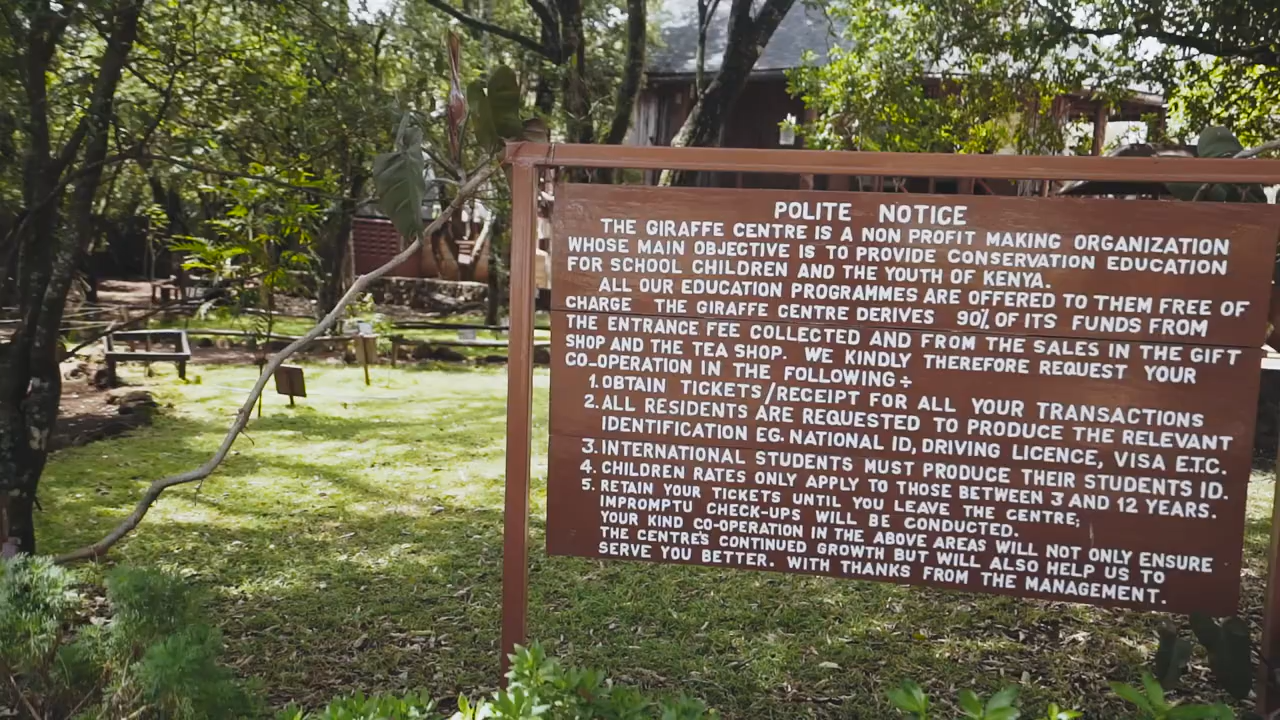 POLITE NOTICE
THE GIRAFFE CENTRE IS A NON PROFIT MAKING ORGANIZATION
WHOSE MAIN OBJECTIVE IS TO PROVIDE CONSERVATION EDUCATION
FOR SCHOOL CHILDREN AND THE YOUTH OF KENYA.
ALL OUR EDUCATION PROGRAMMES ARE OFFERED TO THEM FREE OF
CHARGE THE GIRAFFE CENTRE DERIVES 90% OF ITS FUNDS FROM
THE ENTRANCE FEE COLLECTED AND FROM THE SALES IN THE GIFT
SHOP AND THE TEA SHOP. WE KINDLY THEREFORE REQUEST YOUR
CO-OPERATION IN THE FOLLOWING÷
1. OBTAIN TICKETS/RECEIPT FOR ALL YOUR TRANSACTIONS
2. ALL RESIDENTS ARE REQUESTED TO PRODUCE THE RELEVANT
IDENTIFICATION EG. NATIONAL ID, DRIVING LICENCE, VISA E.T.C.
3. INTERNATIONAL STUDENTS MUST PRODUCE THEIR STUDENTS ID.
4. CHILDREN RATES ONLY APPLY TO THOSE BETWEEN 3 AND 12 YEARS.
5. RETAIN YOUR TICKETS UNTIL YOU LEAVE THE CENTRE;
IMPROMPTU CHECK-UPS WILL BE CONDUCTED.
YOUR KIND CO-OPERATION IN THE ABOVE AREAS WILL NOT ONLY ENSURE
THE CENTRE'S CONTINUED GROWTH BUT WILL ALSO HELP US TO
SERVE YOU BETTER. WITH THANKS FROM THE MANAGEMENT.